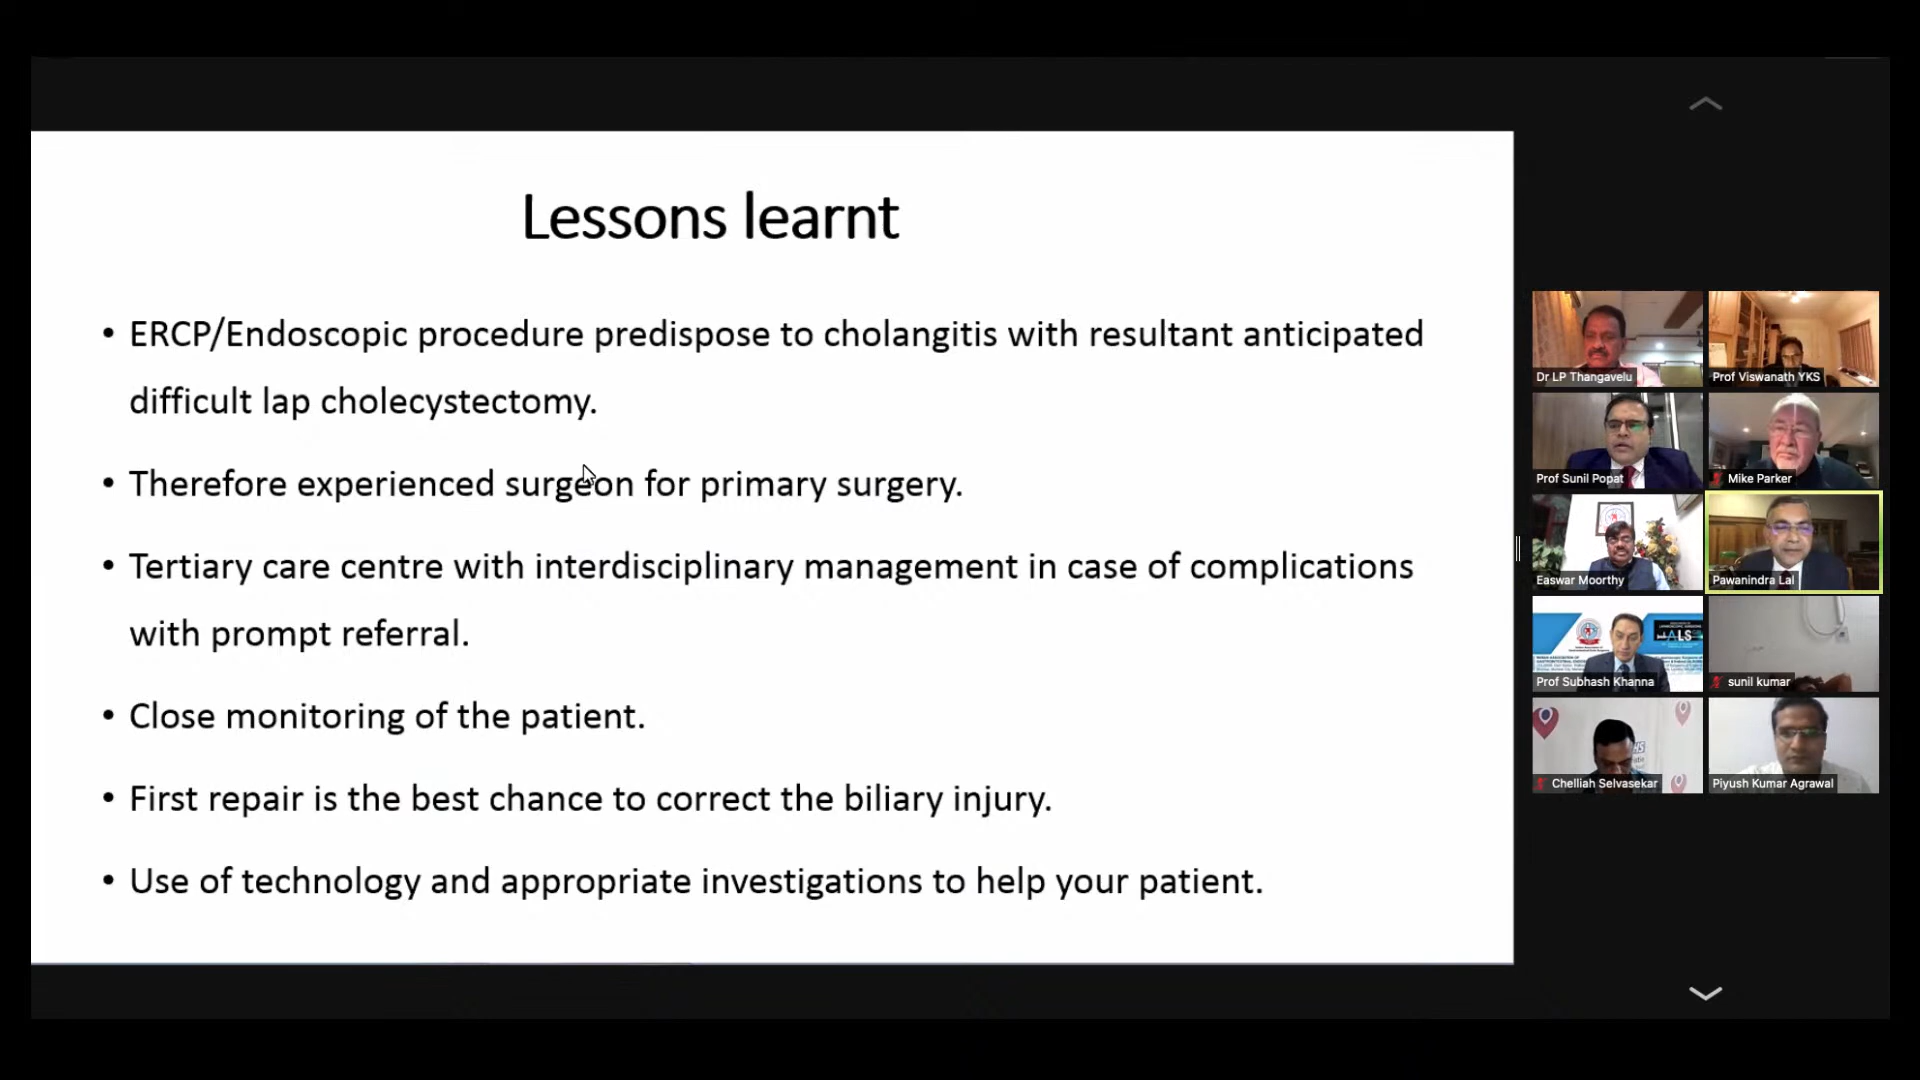 Lessons learnt
• ERCP/Endoscopic procedure predispose to cholangitis with resultant anticipated
difficult lap cholecystectomy.
• Therefore experienced surgeon for primary surgery.
• Tertiary care centre with interdisciplinary management in case of complications
with prompt referral.
• Close monitoring of the patient.
• First repair is the best chance to correct the biliary injury.
• Use of technology and appropriate investigations to help your patient.
Dr LP Thangavelu
Prof Viswanath YKS
Prof Sunil Popat
Mike Parker
Easwar Moorthy
Pawanindra Lal
Prof Subhash Khanna
sunil kumar
Chelliah Selvasekar
Piyush Kumar Agrawal